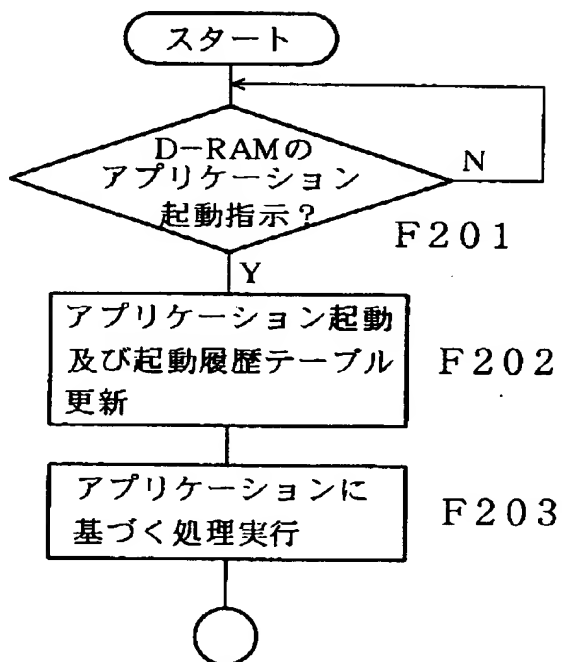 スタート
D-RAMの
アプリケーション
起動指示？
N
F201
Y
アプリケーション起動
及び起動履歴テーブル
更新
F202
アプリケーションに
基づく処理実行
F203